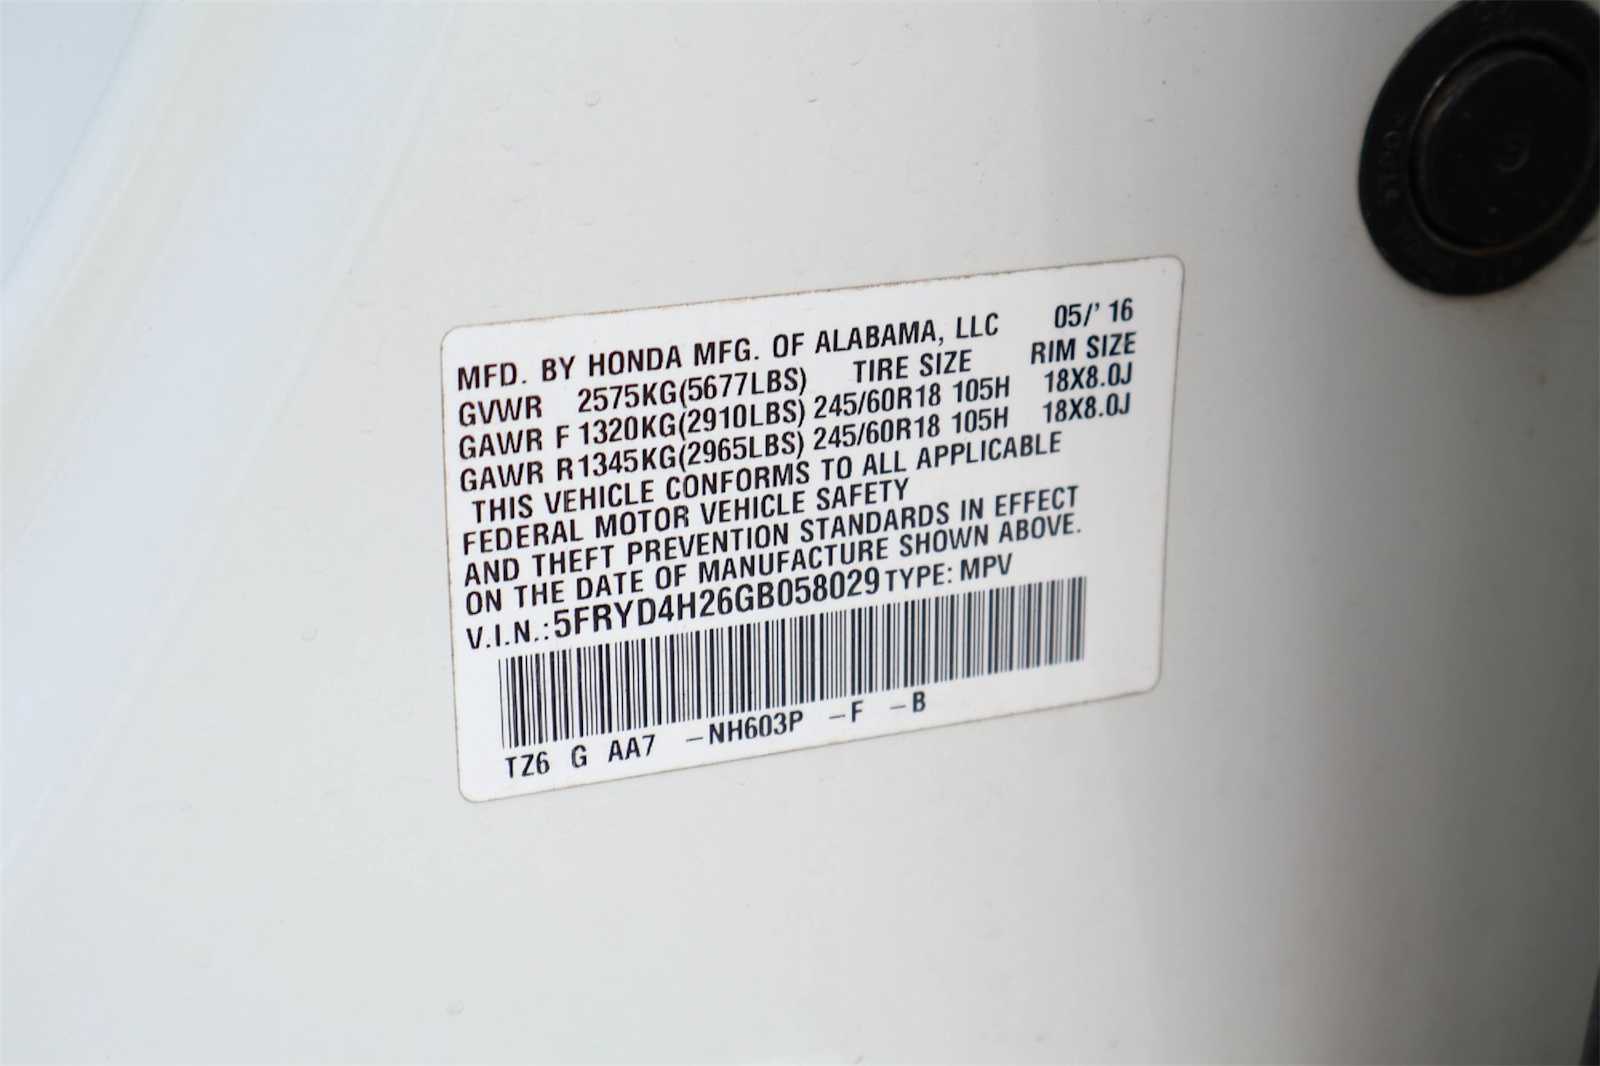 MFD. BY HONDA MFG. OF ALABAMA, LLC 05/' 16
GVWR 2575KG(5677LBS) TIRE SIZE RIM SIZE
GAWR F 1320KG(2910LBS) 245/60R18 105H 18X8.0J
GAWR R 1345KG(2965LBS) 245/60R18 105H 18X8.0J
THIS VEHICLE CONFORMS TO ALL APPLICABLE
FEDERAL MOTOR VEHICLE SAFETY
AND THEFT PREVENTION STANDARDS IN EFFECT
ON THE DATE OF MANUFACTURE SHOWN ABOVE.
V.I.N.: 5FRYD4H26GB058029 TYPE: MPV
TZ6 G AA7 -NH603P -F -B